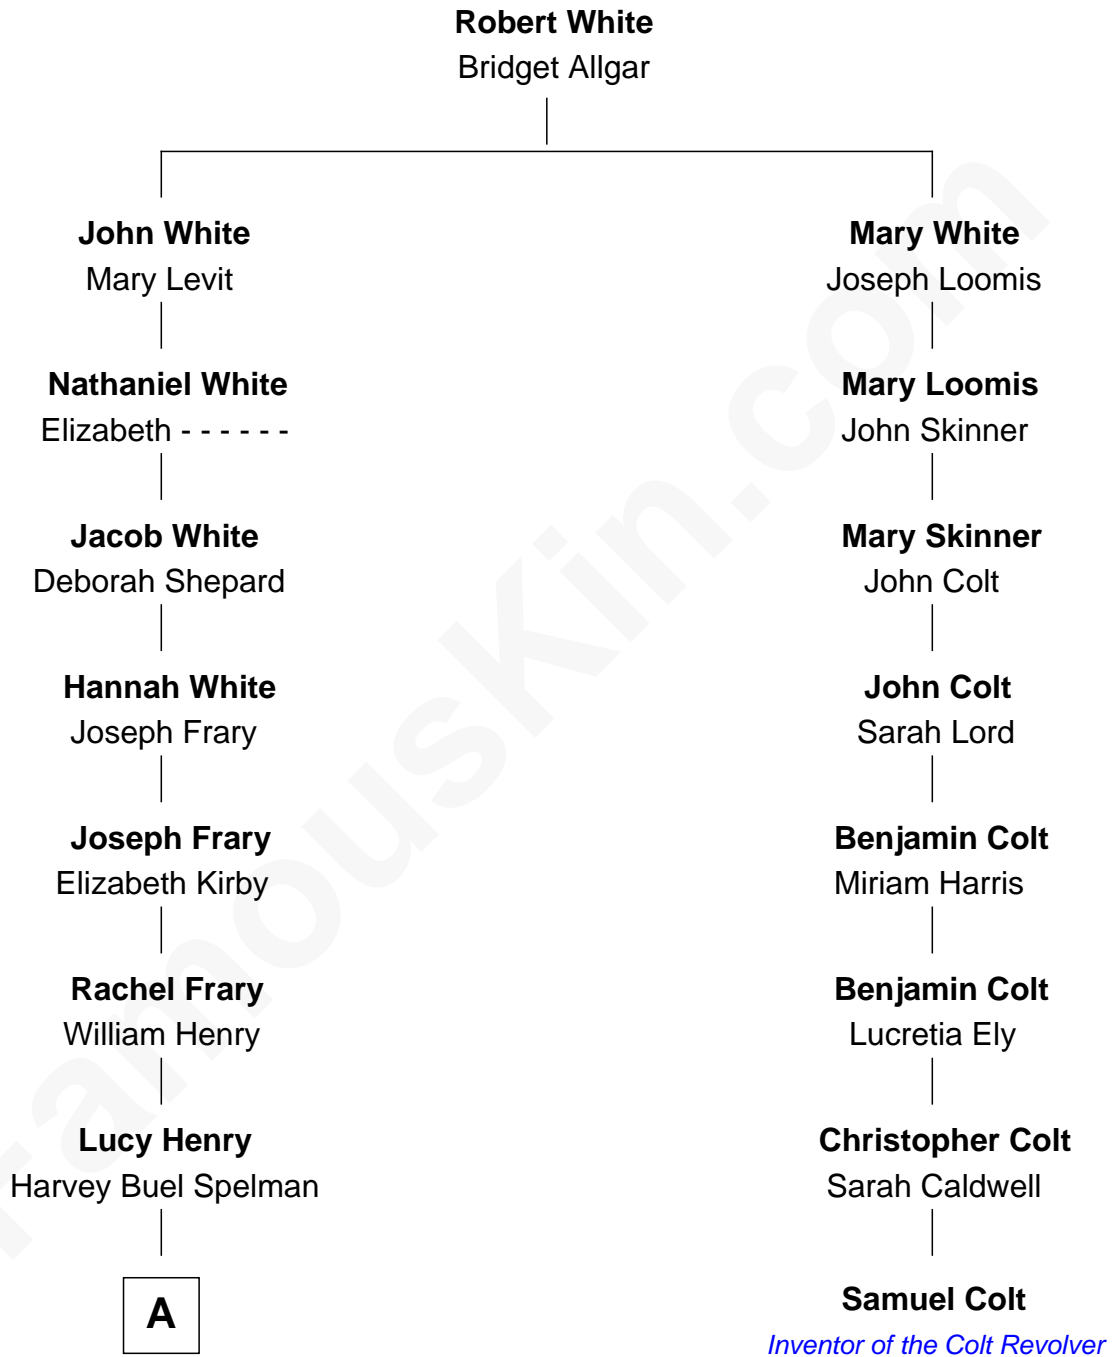 Robert White
Bridget Allgar
John White
Mary Levit
Mary White
Joseph Loomis
Nathaniel White
Elizabeth - - - - - -
Mary Loomis
John Skinner
Jacob White
Deborah Shepard
Mary Skinner
John Colt
Hannah White
Joseph Frary
John Colt
Sarah Lord
Joseph Frary
Elizabeth Kirby
Benjamin Colt
Miriam Harris
Rachel Frary
William Henry
Benjamin Colt
Lucretia Ely
Lucy Henry
Harvey Buel Spelman
Christopher Colt
Sarah Caldwell
A
Samuel Colt
Inventor of the Colt Revolver
FamousKin.com